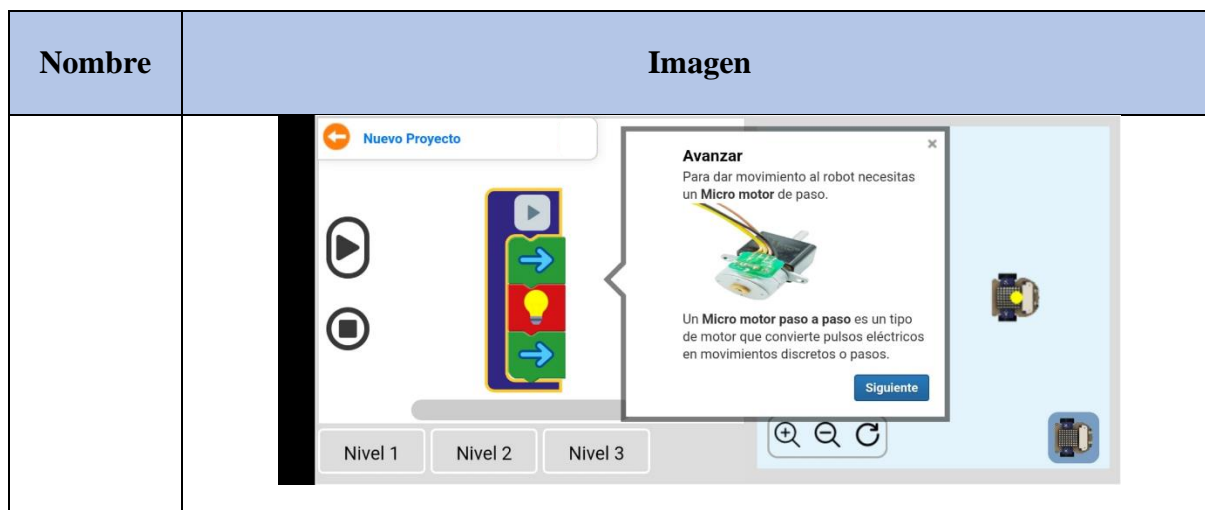 Nombre
Imagen
Nuevo Proyecto
Avanzar
Para dar movimiento al robot necesitas
un Micro motor de paso.
Un Micro motor paso a paso es un tipo
de motor que convierte pulsos eléctricos
en movimientos discretos o pasos.
Siguiente
Nivel 1
Nivel 2
Nivel 3